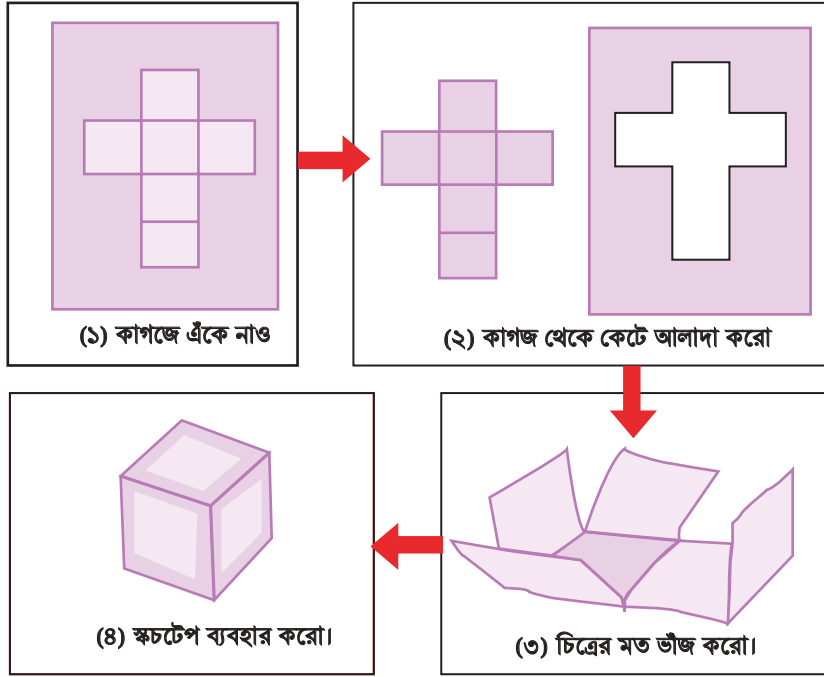 (১) কাগজে এঁকে নাও
(২) কাগজ থেকে কেটে আলাদা করো
(৩) চিত্রের মত ভাঁজ করো।
(৪) স্কচটেপ ব্যবহার করো।